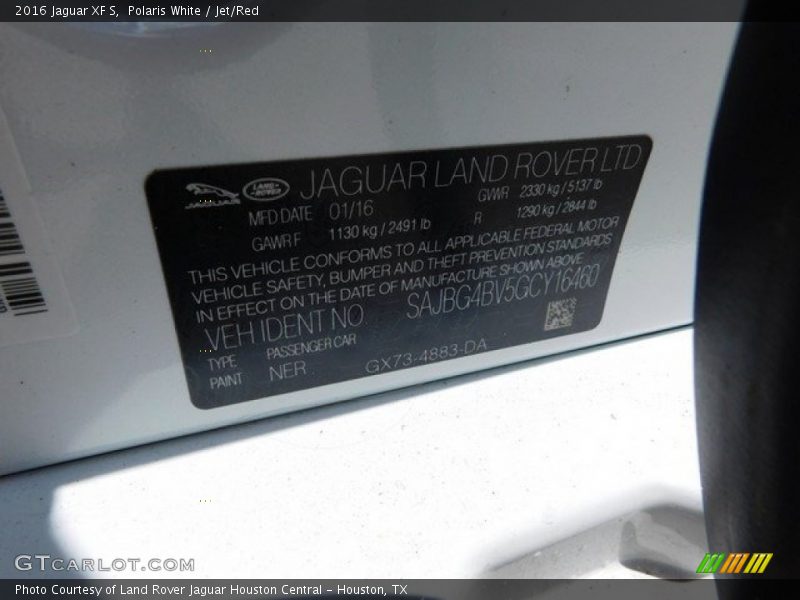 2016 Jaguar XF S, Polaris White / Jet/Red
JAGUAR LAND-ROVER JAGUAR LAND ROVER LTD
MFD DATE 01/16 GVWR 2330 kg / 5137 lb
GAWR F 1130 kg / 2491 lb R 1290 kg / 2844 lb
THIS VEHICLE CONFORMS TO ALL APPLICABLE FEDERAL MOTOR
VEHICLE SAFETY, BUMPER AND THEFT PREVENTION STANDARDS
IN EFFECT ON THE DATE OF MANUFACTURE SHOWN ABOVE
VEH IDENT NO SAJBG4BV5GCY16460
TYPE PASSENGER CAR
PAINT NER GX73-4883-DA
GTCARLOT.COM
Photo Courtesy of Land Rover Jaguar Houston Central - Houston, TX